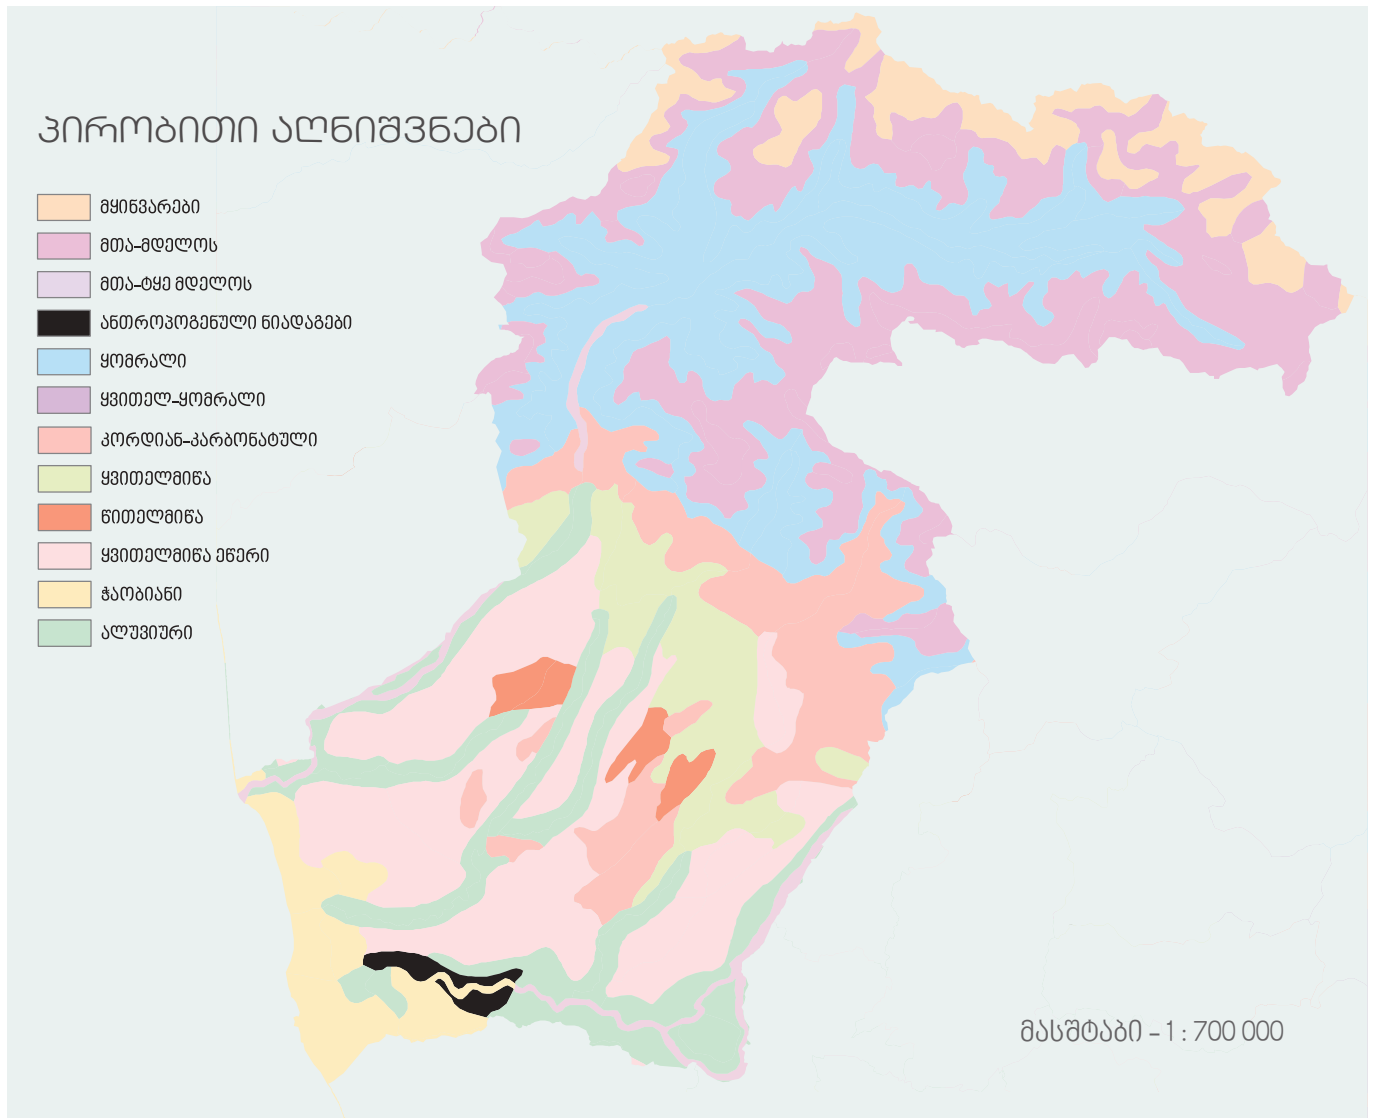 პირობითი აღნიშვნები
მყინვარები
მთა-მდელოს
მთა-ტყე მდელოს
ანთროპოგენული ნიადაგები
ყომრალი
ყვითელ-ყომრალი
კორდიან-კარბონატული
ყვითელმიწა
წითელმიწა
ყვითელმიწა ეწერი
ჭაობიანი
ალუვიური
მასშტაბი - 1 : 700 000